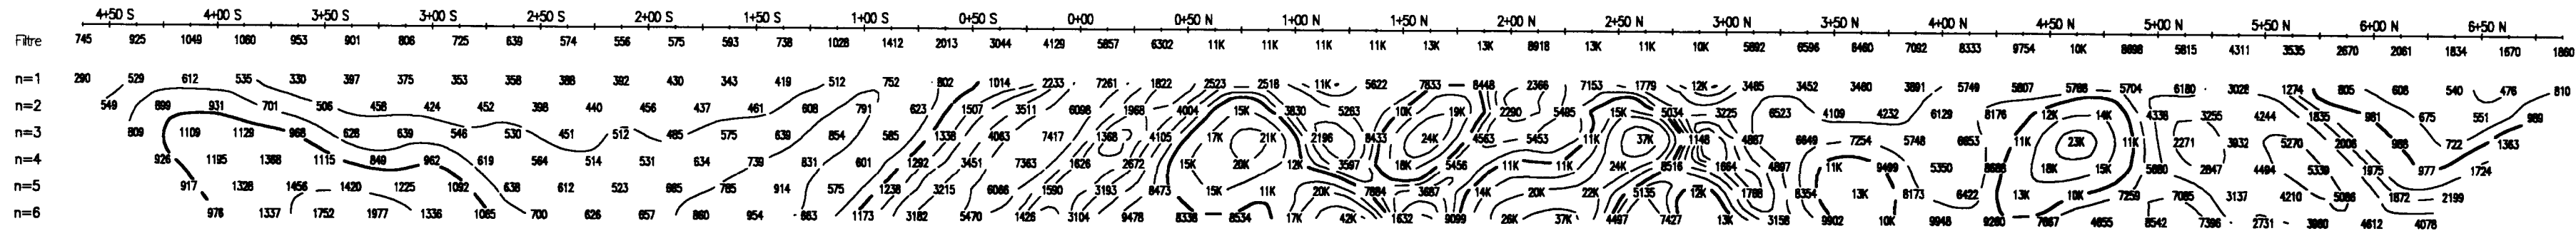 4+50 S 4+00 S 3+50 S 3+00 S 2+50 S 2+00 S 1+50 S 1+00 S 0+50 S 0+00 0+50 N 1+00 N 1+50 N 2+00 N 2+50 N 3+00 N 3+50 N 4+00 N 4+50 N 5+00 N 5+50 N 6+00 N 6+50 N
Filtre 745 925 1049 1060 953 901 806 725 639 574 556 575 593 738 1028 1412 2013 3044 4129 5857 6302 11K 11K 11K 11K 13K 13K 8918 13K 11K 10K 5892 6596 8460 7092 8333 9754 10K 8898 5815 4311 3535 2670 2061 1834 1670 1860
n=1 290 529 612 535 330 397 375 353 358 388 392 430 343 419 512 752 802 1014 2233 7261 1822 2523 2518 11K 5622 7833 8448 2366 7153 1779 12K 3485 3452 3480 3891 5749 5807 5788 5704 6180 3028 1274 805 608 540 476 810
n=2 549 899 931 701 506 458 424 452 398 440 456 437 461 608 791 623 1507 3511 6098 1968 4004 15K 3830 5263 10K 19K 2290 5485 15K 5034 3225 6523 4109 4232 6129 8176 12K 14K 4338 3255 4244 1835 981 675 551 989
n=3 809 1109 1129 968 628 639 546 530 451 512 485 575 639 854 585 1338 4063 7417 1368 4105 17K 21K 2196 8433 24K 4563 5453 11K 37K 1148 4887 6649 7254 5748 6853 11K 23K 11K 2271 3932 5270 2008 988 722 1363
n=4 926 1195 1368 1115 849 962 619 564 514 531 634 739 831 601 1292 3451 7363 1626 2672 15K 20K 12K 3597 18K 5456 11K 11K 24K 8516 1664 4897 11K 9499 5350 8688 18K 15K 5880 2847 4494 5339 1975 977 1724
n=5 917 1328 1456 1420 1225 1092 638 612 523 685 785 914 575 1238 3215 6086 1590 3193 8473 15K 11K 20K 7884 3687 14K 20K 22K 5135 12K 1788 8354 13K 8173 6422 13K 10K 7259 7085 3137 4210 5086 1872 2199
n=6 976 1337 1752 1977 1336 1065 700 626 657 860 954 663 1173 3182 5470 1426 3104 9478 8338 8534 17K 42K 1632 9099 26K 37K 4497 7427 13K 3158 9902 10K 9948 9280 7667 4655 8542 7396 2731 3980 4612 4078